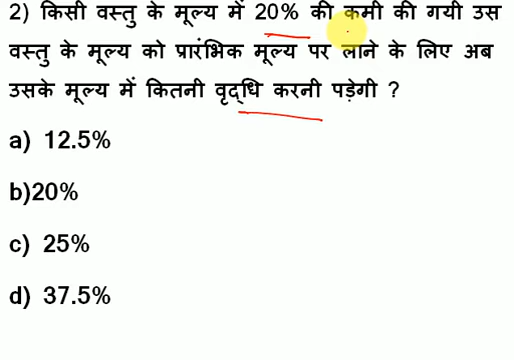 2) किसी वस्तु के मूल्य में 20% की कमी की गयी उस
वस्तु के मूल्य को प्रारंभिक मूल्य पर लाने के लिए अब
उसके मूल्य में कितनी वृद्धि करनी पड़ेगी ?
a) 12.5%
b)20%
c) 25%
d) 37.5%